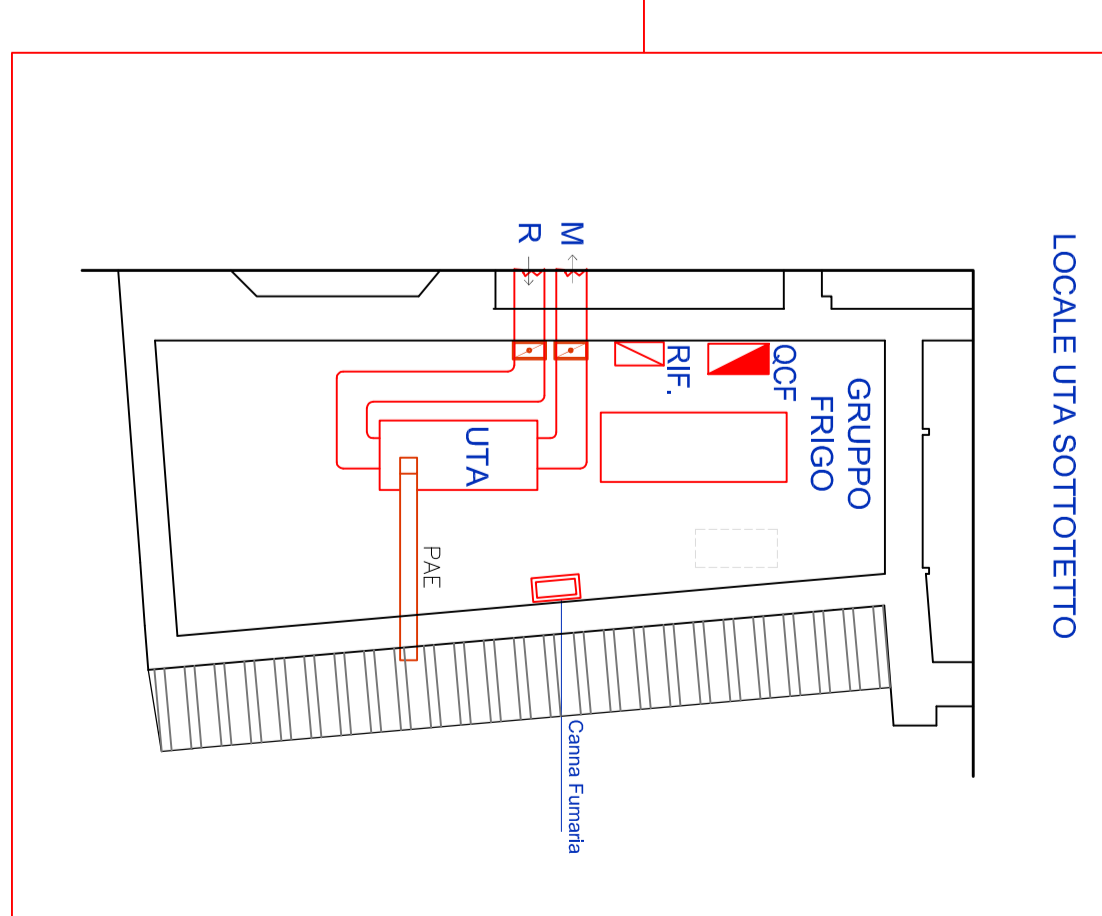 LOCALE UTA SOTTOTETTO
GRUPPO
FRIGO
QCF
RIF.
M
R
UTA
PAE
Canna Fumaria